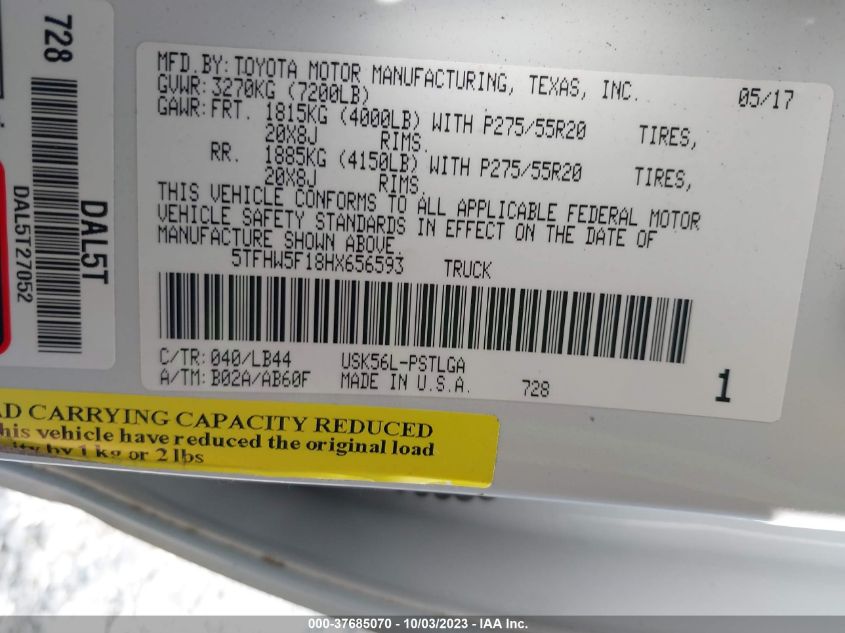 728
DAL5T
DAL5T27052
MFD.BY:TOYOTA MOTOR MANUFACTURING, TEXAS, INC. 05/17
GVWR:3270KG (7200LB)
GAWR:FRT. 1815KG (4000LB) WITH P275/55R20 TIRES,
20X8J RIMS,
RR. 1885KG (4150LB) WITH P275/55R20 TIRES,
20X8J RIMS.
THIS VEHICLE CONFORMS TO ALL APPLICABLE FEDERAL MOTOR
VEHICLE SAFETY STANDARDS IN EFFECT ON THE DATE OF
MANUFACTURE SHOWN ABOVE.
5TFHW5F18HX656593 TRUCK
C/TR:040/LB44 USK56L-PSTLGA
A/TM:B02A/AB60F MADE IN U.S.A. 728 1
AD CARRYING CAPACITY REDUCED
his vehicle have reduced the original load
city by 1 kg or 2 lbs
000-37685070 - 10/03/2023 - IAA Inc.